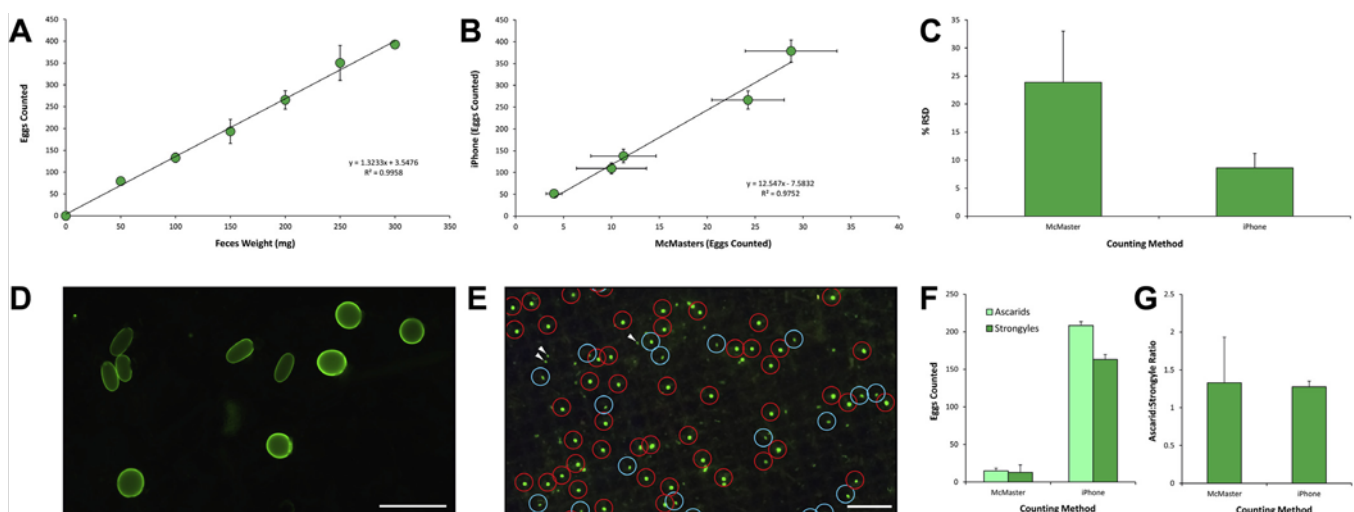 A
450
400
350
300
250
200
150
100
50
0
Eggs Counted
y = 1.3233x + 3.5476
R² = 0.9958
0
50
100
150
200
250
300
350
Feces Weight (mg)
B
450
400
350
300
250
200
150
100
50
0
iPhone (Eggs Counted)
y = 12.547x - 7.5832
R² = 0.9752
0
5
10
15
20
25
30
35
40
McMasters (Eggs Counted)
C
35
30
25
20
15
10
5
0
% RSD
McMaster
iPhone
Counting Method
D
E
F
250
200
150
100
50
0
Eggs Counted
Ascarids
Strongyles
McMaster
iPhone
Counting Method
G
2.5
2
1.5
1
0.5
0
Ascarid:Strongyle Ratio
McMaster
iPhone
Counting Method